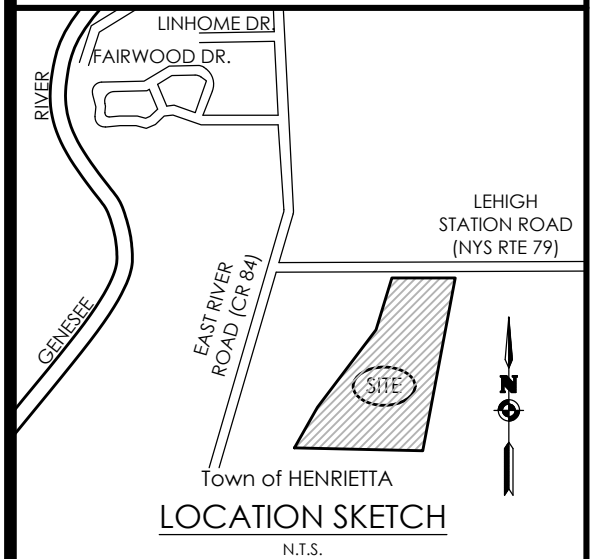 LINHOME DR.
FAIRWOOD DR.
RIVER
LEHIGH
STATION ROAD
(NYS RTE 79)
EAST RIVER
ROAD (CR 84)
GENESEE
SITE
N
Town of HENRIETTA
LOCATION SKETCH
N.T.S.